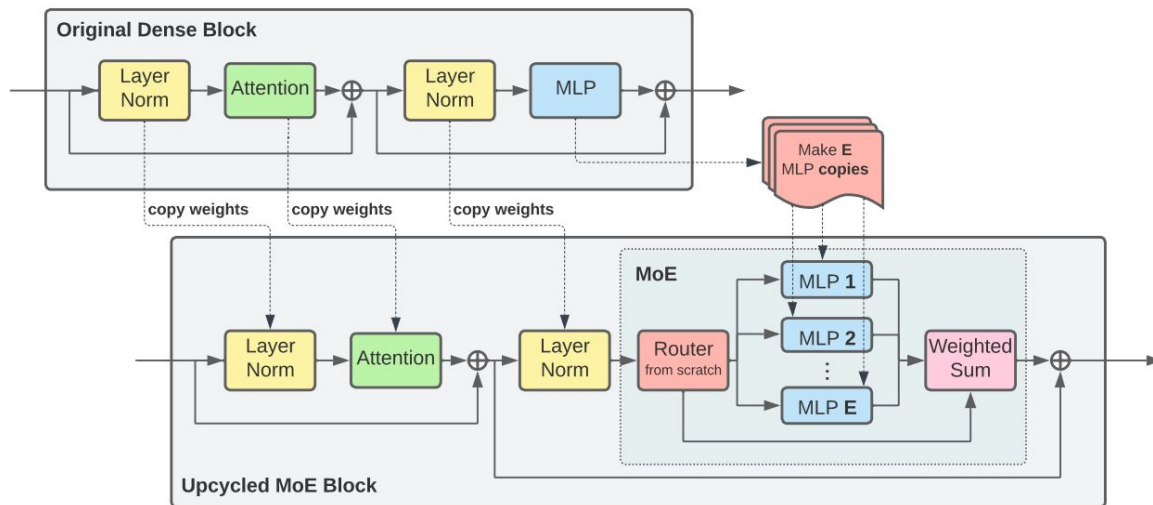 Original Dense Block
Layer
Norm
Attention
Layer
Norm
MLP
Make E
MLP copies
copy weights
copy weights
copy weights
MoE
MLP 1
Layer
Norm
Attention
Layer
Norm
Router
from scratch
MLP 2
⋮
MLP E
Weighted
Sum
Upcycled MoE Block